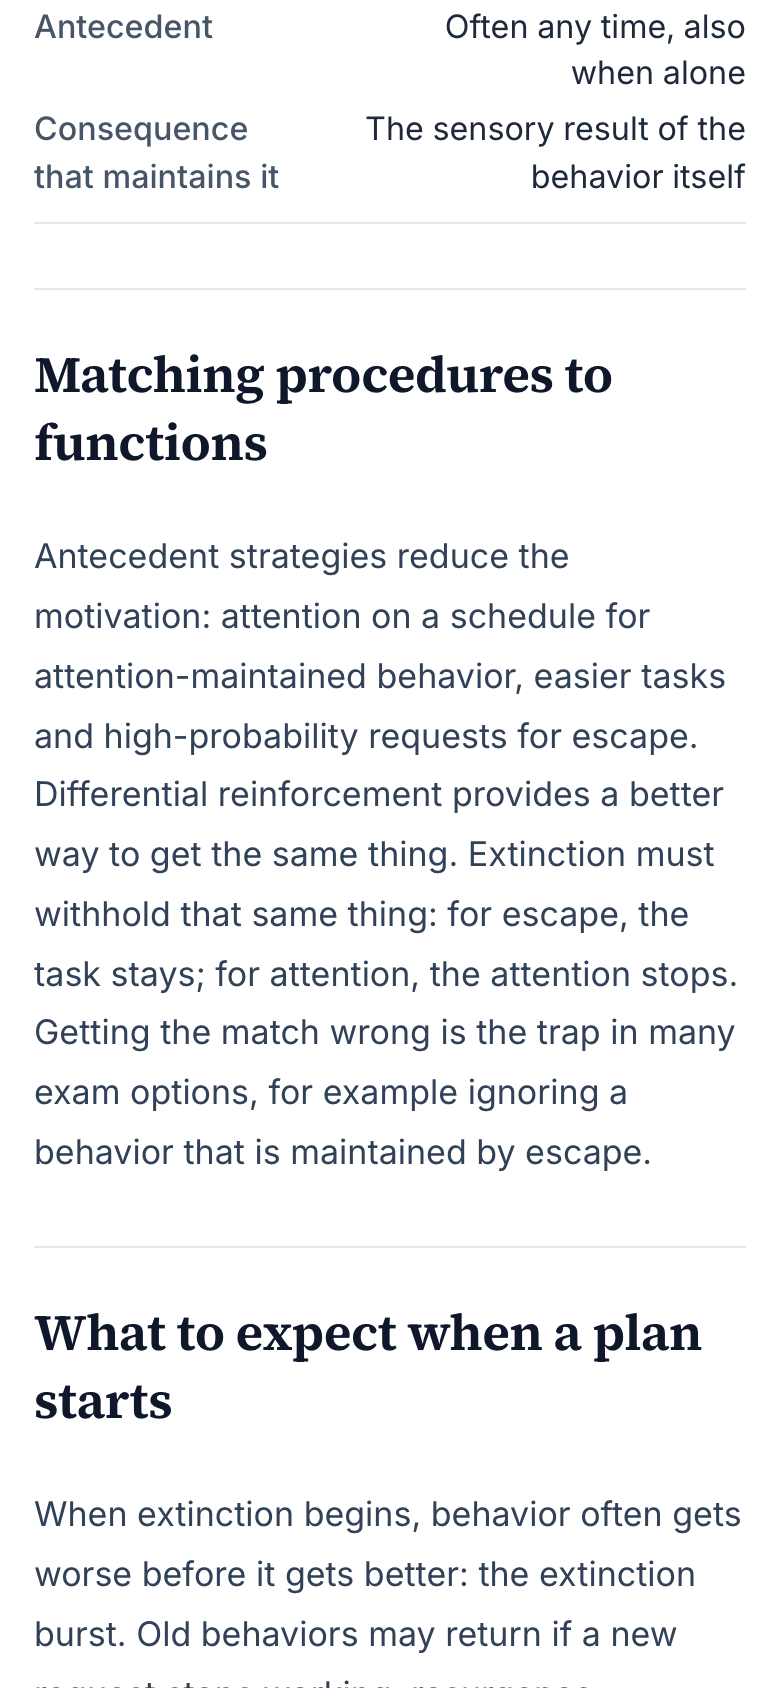 Antecedent
Often any time, also
when alone
Consequence
that maintains it
The sensory result of the
behavior itself
Matching procedures to
functions
Antecedent strategies reduce the
motivation: attention on a schedule for
attention-maintained behavior, easier tasks
and high-probability requests for escape.
Differential reinforcement provides a better
way to get the same thing. Extinction must
withhold that same thing: for escape, the
task stays; for attention, the attention stops.
Getting the match wrong is the trap in many
exam options, for example ignoring a
behavior that is maintained by escape.
What to expect when a plan
starts
When extinction begins, behavior often gets
worse before it gets better: the extinction
burst. Old behaviors may return if a new